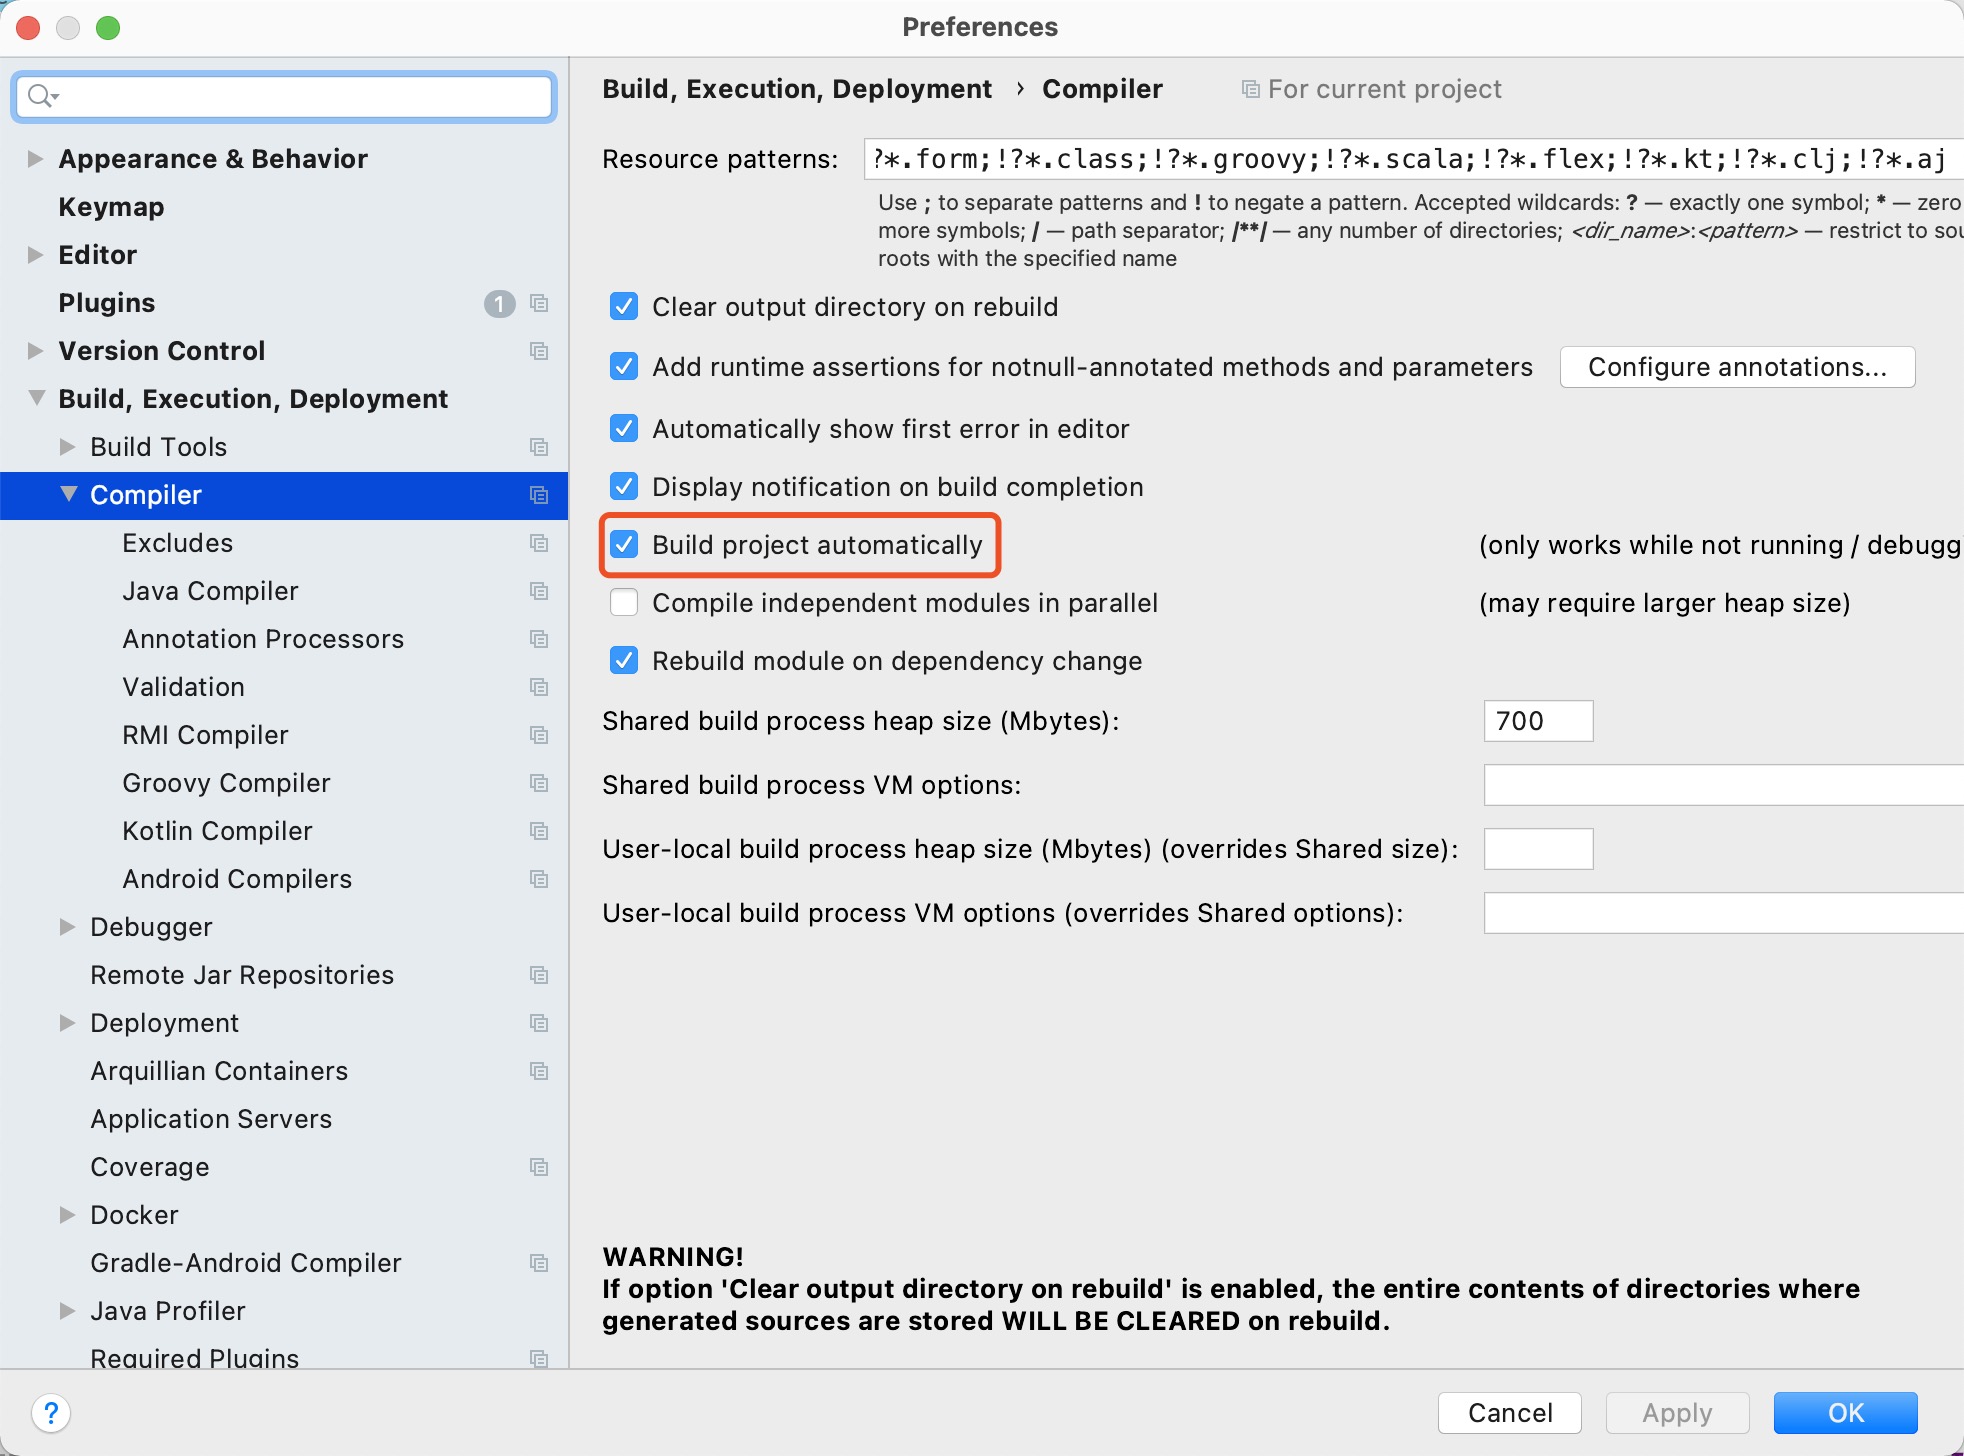 Preferences
Appearance & Behavior
Keymap
Editor
Plugins 1
Version Control
Build, Execution, Deployment
Build Tools
Compiler
Excludes
Java Compiler
Annotation Processors
Validation
RMI Compiler
Groovy Compiler
Kotlin Compiler
Android Compilers
Debugger
Remote Jar Repositories
Deployment
Arquillian Containers
Application Servers
Coverage
Docker
Gradle-Android Compiler
Java Profiler
Required Plugins
Build, Execution, Deployment › Compiler For current project
Resource patterns: ?*.form;!?*.class;!?*.groovy;!?*.scala;!?*.flex;!?*.kt;!?*.clj;!?*.aj
Use ; to separate patterns and ! to negate a pattern. Accepted wildcards: ? — exactly one symbol; * — zero
more symbols; / — path separator; /**/ — any number of directories; <dir_name>:<pattern> — restrict to sou
roots with the specified name
Clear output directory on rebuild
Add runtime assertions for notnull-annotated methods and parameters Configure annotations...
Automatically show first error in editor
Display notification on build completion
Build project automatically (only works while not running / debugg
Compile independent modules in parallel (may require larger heap size)
Rebuild module on dependency change
Shared build process heap size (Mbytes): 700
Shared build process VM options:
User-local build process heap size (Mbytes) (overrides Shared size):
User-local build process VM options (overrides Shared options):
WARNING!
If option 'Clear output directory on rebuild' is enabled, the entire contents of directories where
generated sources are stored WILL BE CLEARED on rebuild.
? Cancel Apply OK